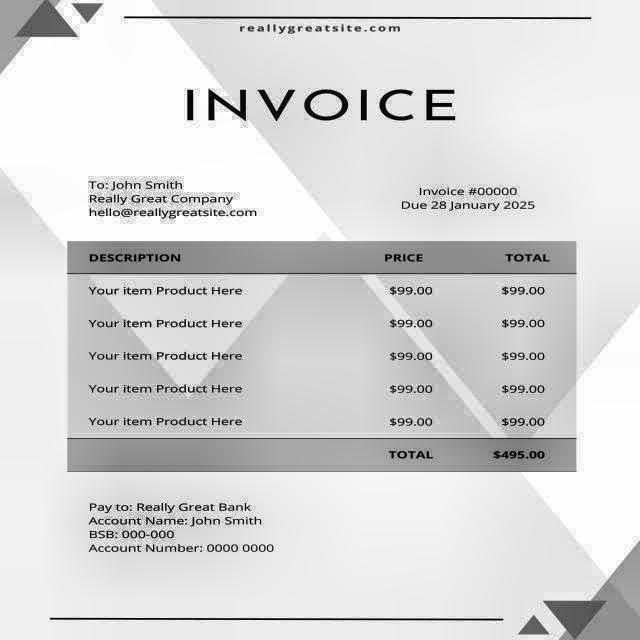 reallygreatsite.com
INVOICE
To: John Smith
Really Great Company
hello@reallygreatsite.com
Invoice #00000
Due 28 January 2025
DESCRIPTION PRICE TOTAL
Your item Product Here $99.00 $99.00
Your item Product Here $99.00 $99.00
Your item Product Here $99.00 $99.00
Your item Product Here $99.00 $99.00
Your item Product Here $99.00 $99.00
TOTAL $495.00
Pay to: Really Great Bank
Account Name: John Smith
BSB: 000-000
Account Number: 0000 0000